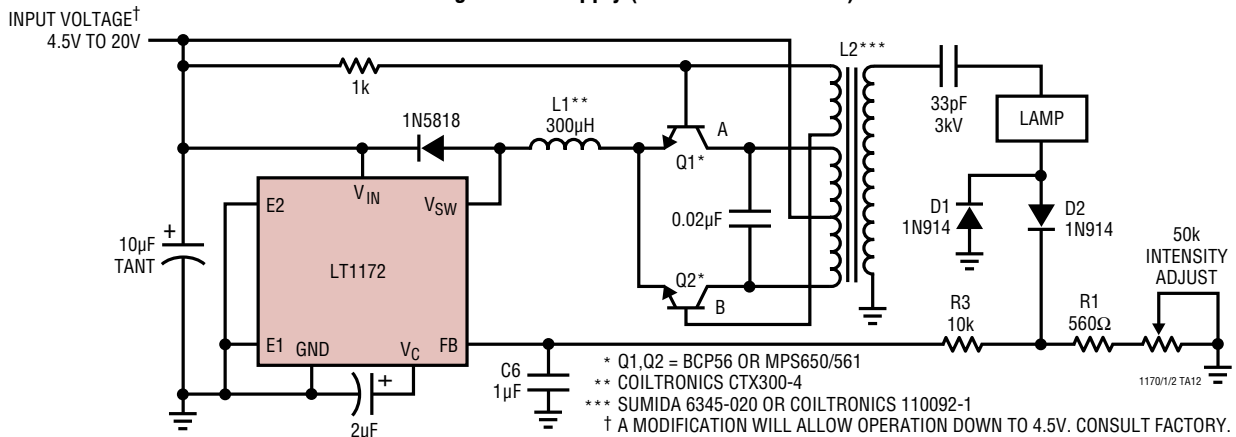 INPUT VOLTAGE†
4.5V TO 20V
1k
L1**
300µH
1N5818
A
Q1*
L2***
33pF
3kV
LAMP
0.02µF
D1
1N914
D2
1N914
50k
INTENSITY
ADJUST
10µF
TANT
+
E2
VIN
VSW
LT1172
E1
GND
VC
FB
Q2*
B
R3
10k
R1
560Ω
C6
1µF
+
2µF
* Q1,Q2 = BCP56 OR MPS650/561
** COILTRONICS CTX300-4
*** SUMIDA 6345-020 OR COILTRONICS 110092-1
† A MODIFICATION WILL ALLOW OPERATION DOWN TO 4.5V. CONSULT FACTORY.
1170/1/2 TA12